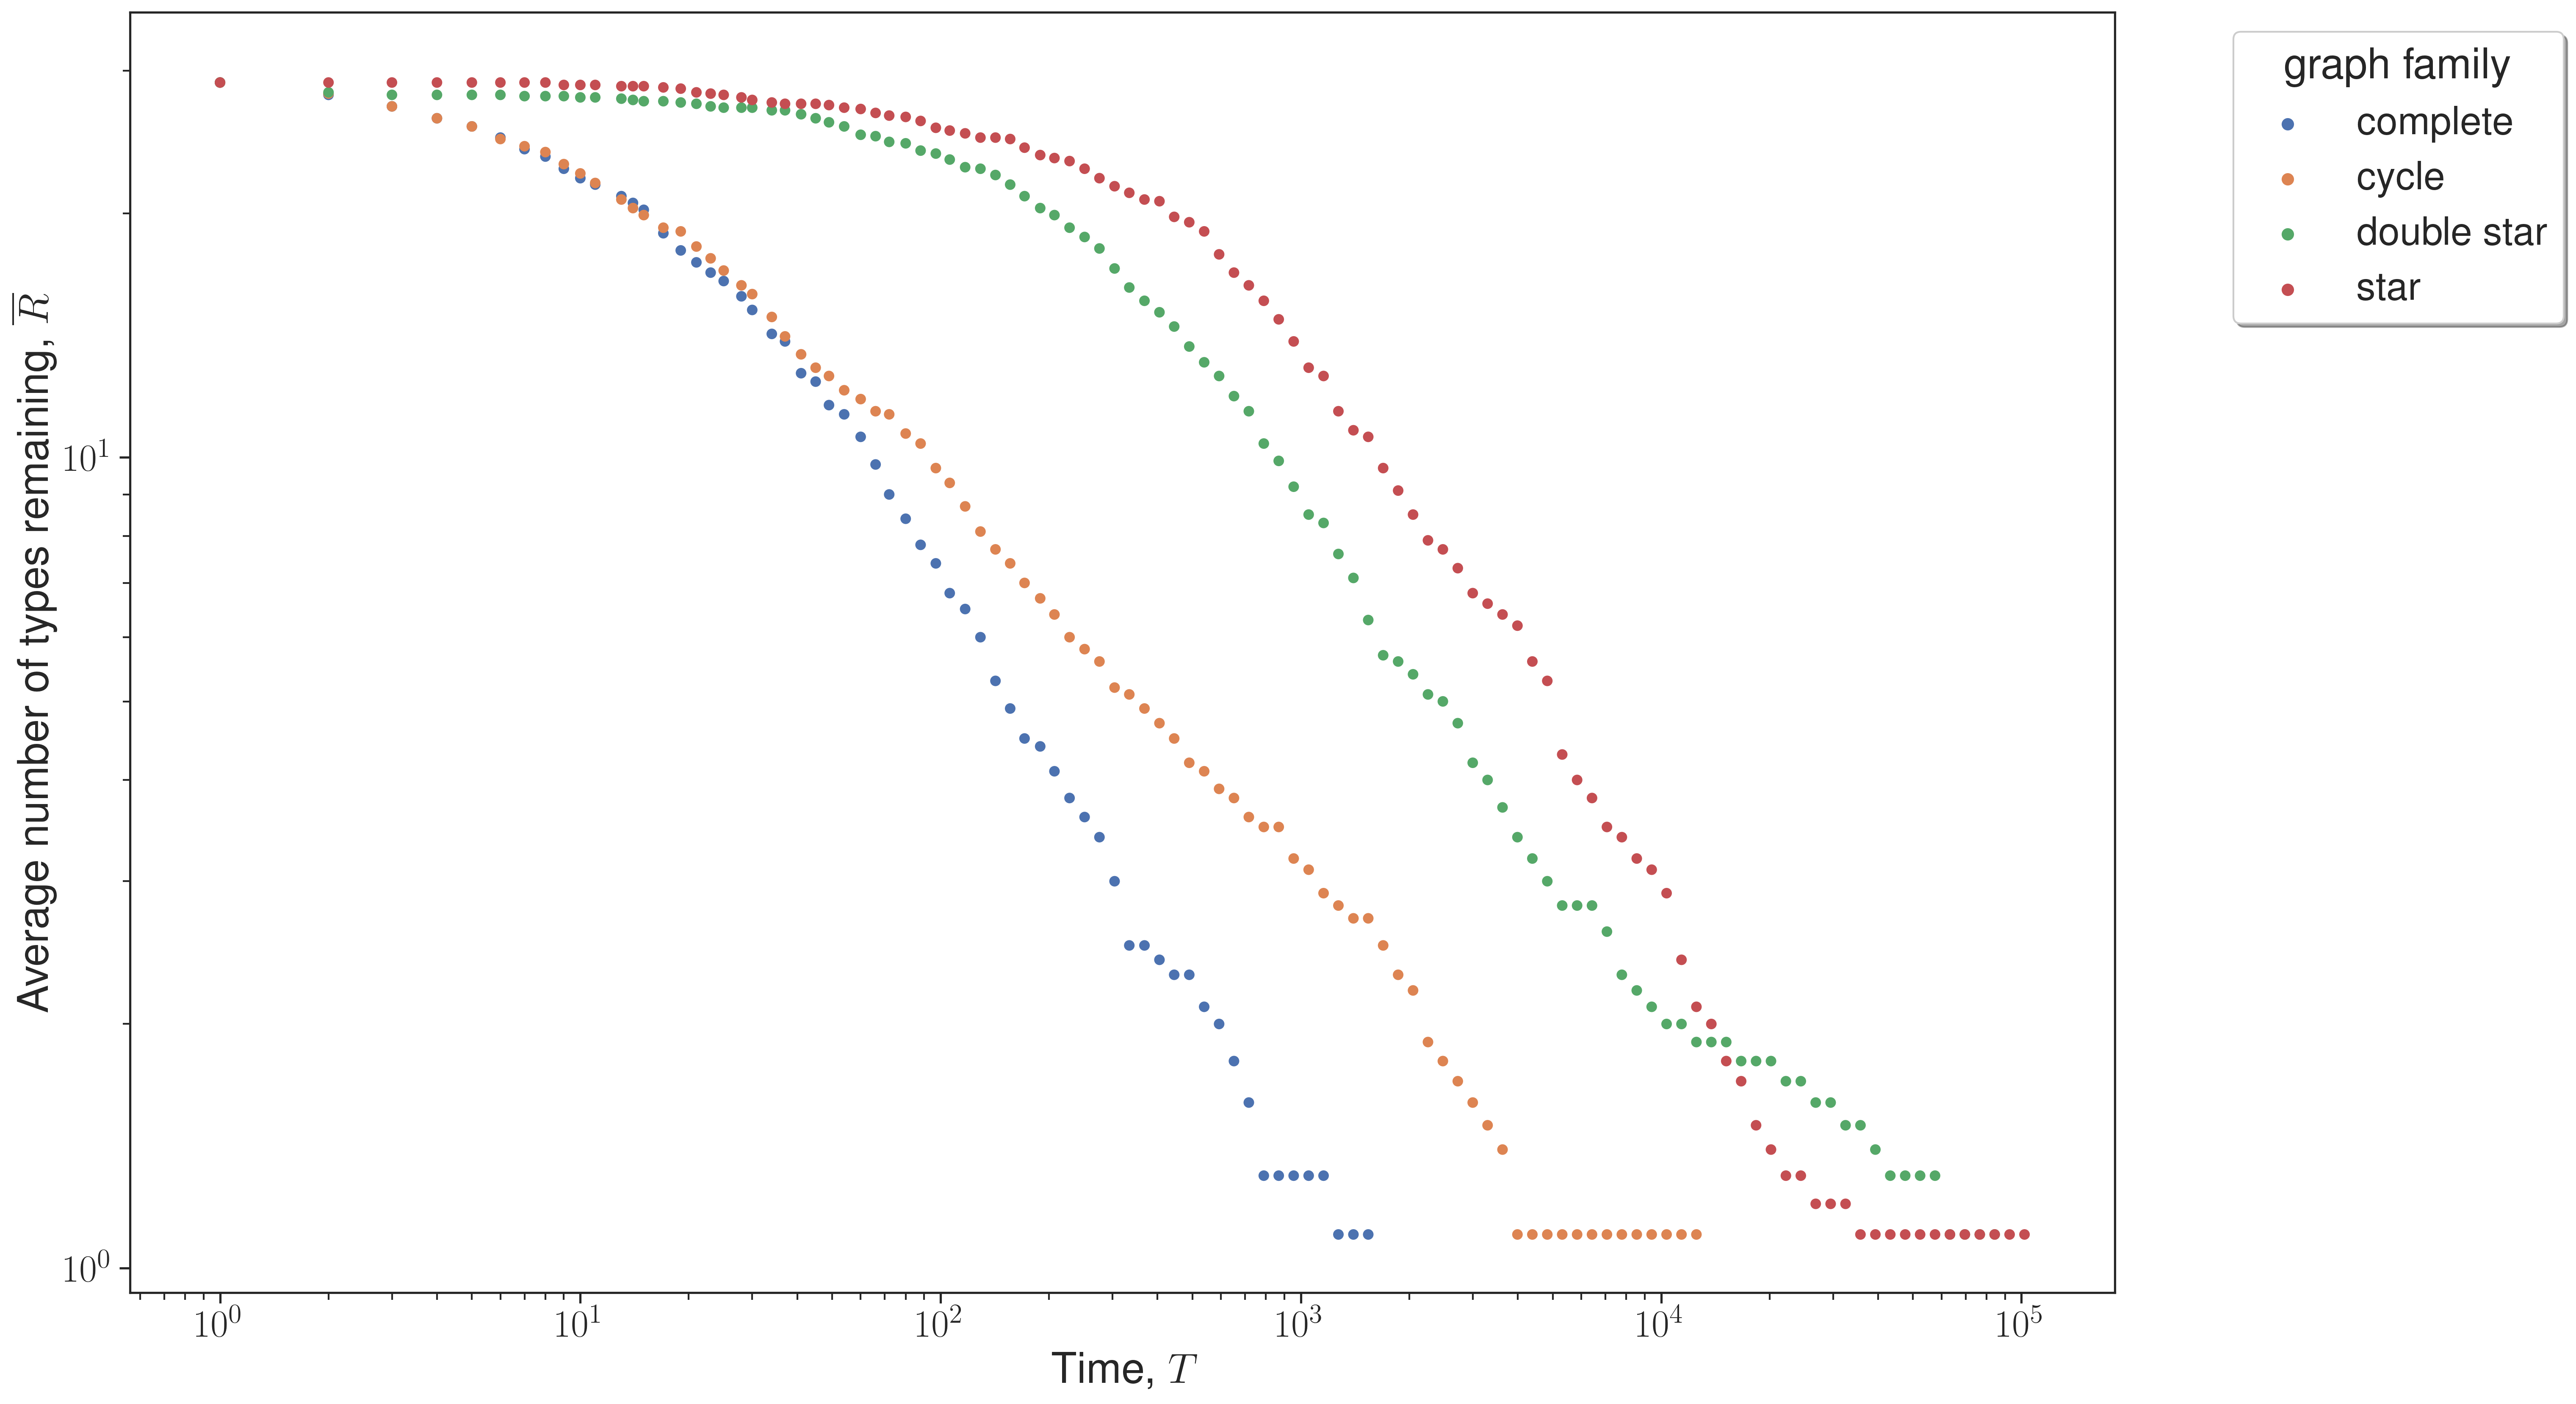 graph family
complete
cycle
double star
star
Average number of types remaining, $\overline{R}$
10¹
10⁰
10⁰ 10¹ 10² 10³ 10⁴ 10⁵
Time, T